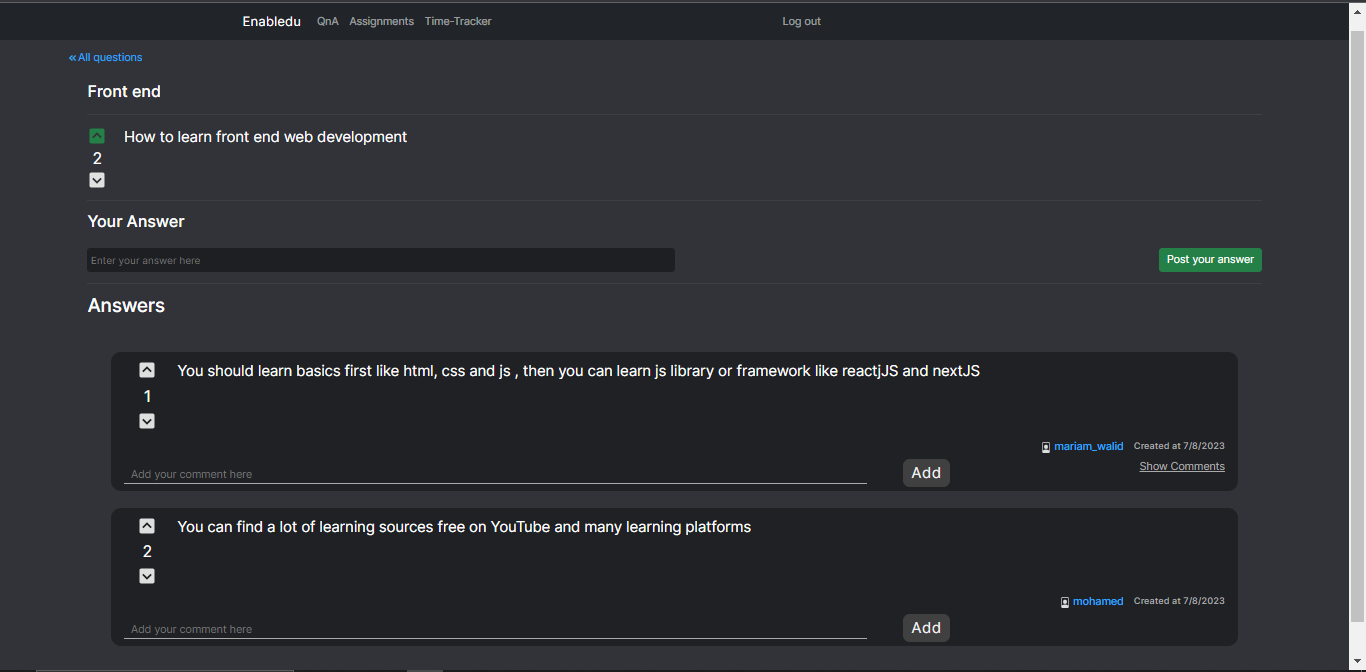 Enabledu QnA Assignments Time-Tracker Log out
«All questions
Front end
How to learn front end web development
2
Your Answer
Enter your answer here Post your answer
Answers
You should learn basics first like html, css and js , then you can learn js library or framework like reactjJS and nextJS
1
mariam_walid Created at 7/8/2023
Show Comments
Add your comment here Add
You can find a lot of learning sources free on YouTube and many learning platforms
2
mohamed Created at 7/8/2023
Add your comment here Add